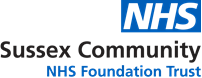 NHS
Sussex Community
NHS Foundation Trust